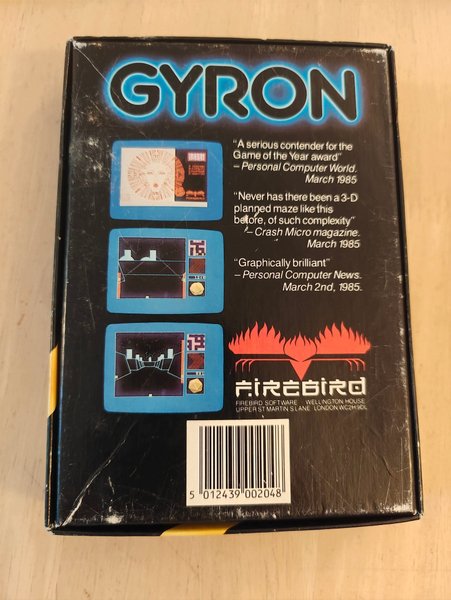 GYRON
"A serious contender for the
Game of the Year award"
– Personal Computer World.
March 1985
"Never has there been a 3-D
planned maze like this
before, of such complexity"
– Crash Micro magazine.
March 1985
"Graphically brilliant"
– Personal Computer News.
March 2nd, 1985.
FIREBIRD
FIREBIRD SOFTWARE WELLINGTON HOUSE
UPPER ST MARTIN'S LANE LONDON WC2H 9DL
5 012439 002048